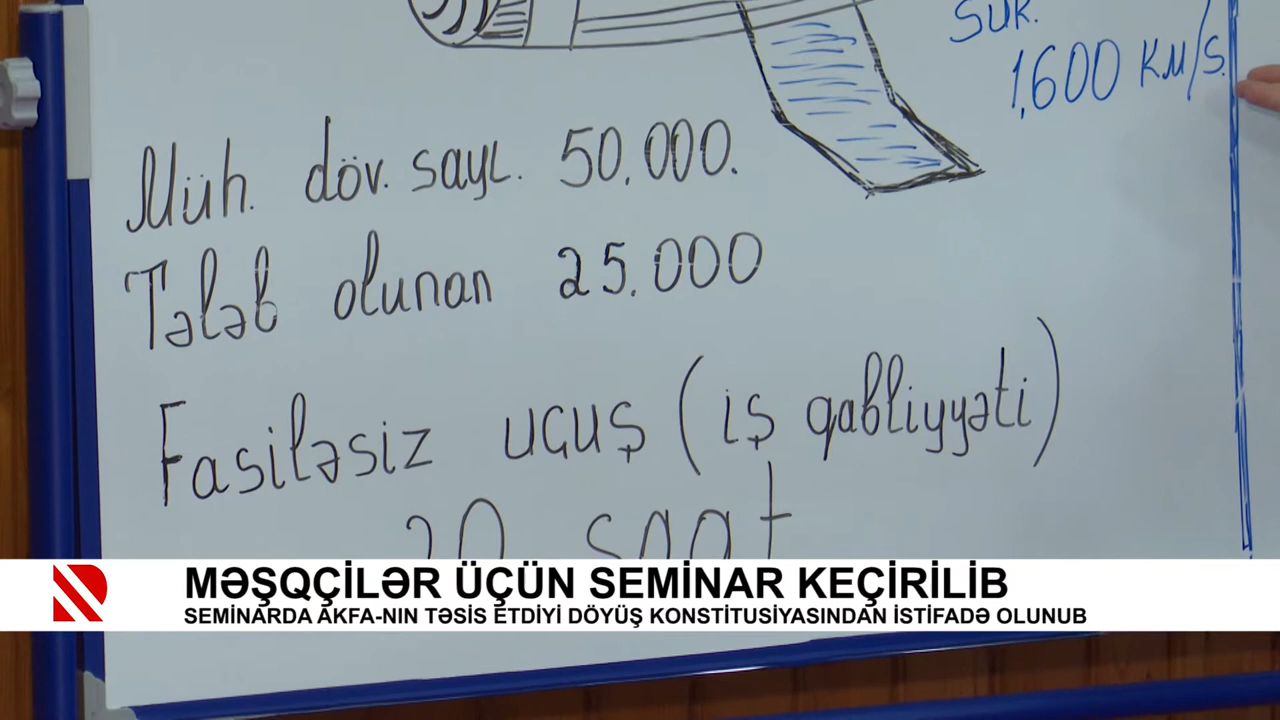 Sür.
1,600 KM/S.
Müh. döv. sayı. 50.000.
Tələb olunan 25.000
Fasiləsiz uçuş (iş qabliyyəti)
20 saat
MƏŞQÇİLƏR ÜÇÜN SEMİNAR KEÇİRİLİB
SEMİNARDA AKFA-NIN TƏSİS ETDİYİ DÖYÜŞ KONSTİTUSİYASINDAN İSTİFADƏ OLUNUB